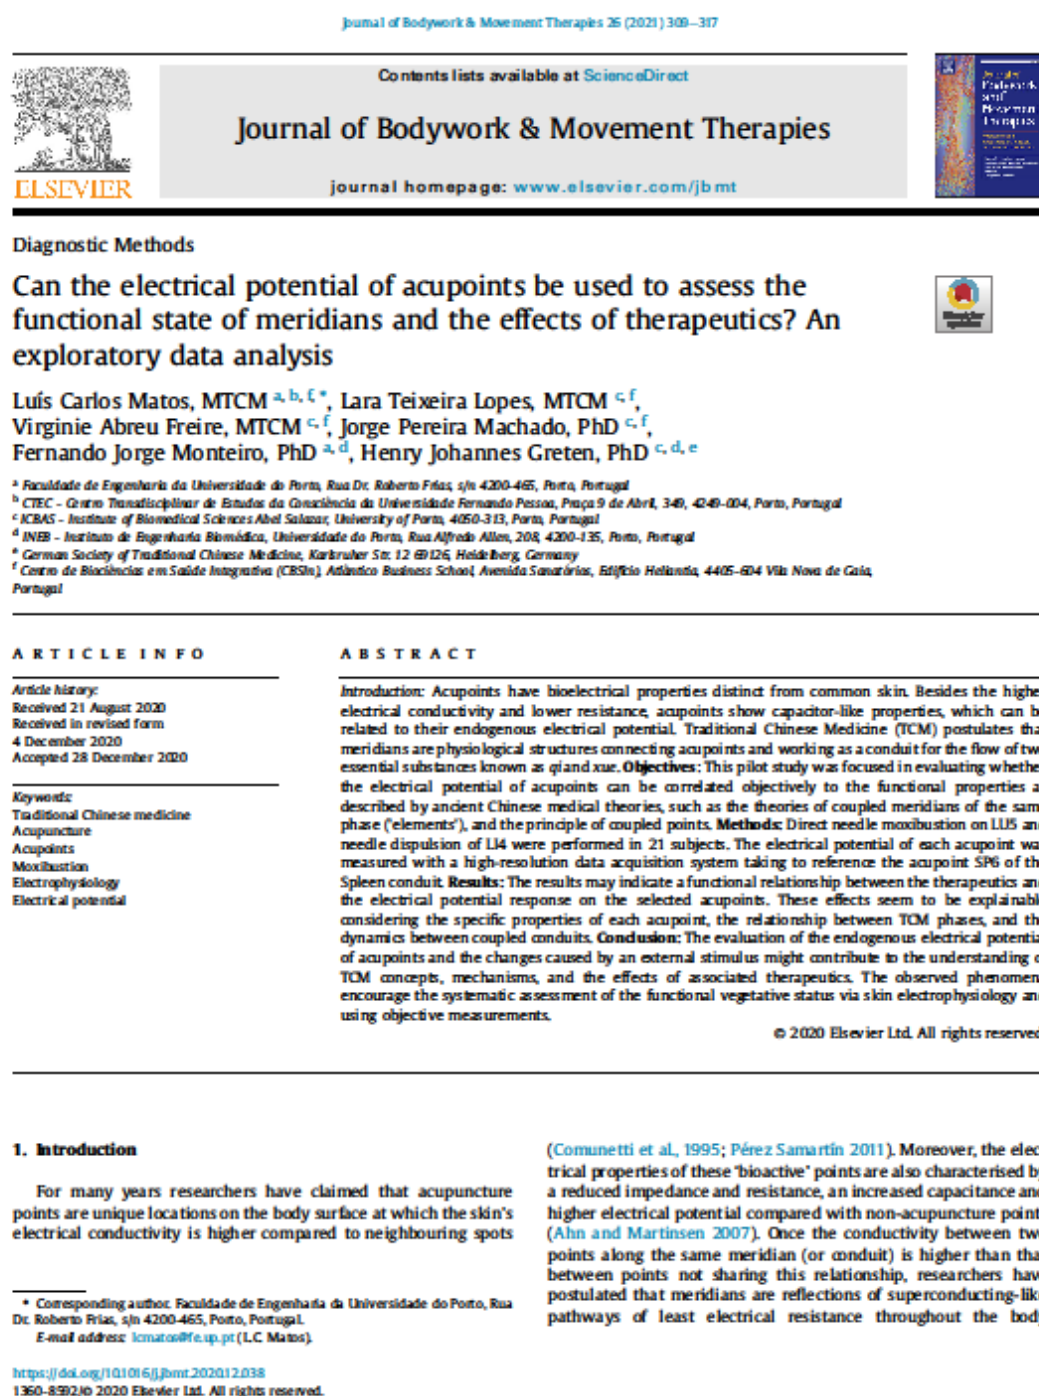 Journal of Bodywork & Movement Therapies 26 (2021) 309–317
Contents lists available at ScienceDirect
Journal of Bodywork & Movement Therapies
journal homepage: www.elsevier.com/jbmt
ELSEVIER
Journal of
Bodywork
and
Movement
Therapies
Diagnostic Methods
Can the electrical potential of acupoints be used to assess the
functional state of meridians and the effects of therapeutics? An
exploratory data analysis
Luís Carlos Matos, MTCM a, b, f, *, Lara Teixeira Lopes, MTCM c, f,
Virginie Abreu Freire, MTCM c, f, Jorge Pereira Machado, PhD c, f,
Fernando Jorge Monteiro, PhD a, d, Henry Johannes Greten, PhD c, d, e
a Faculdade de Engenharia da Universidade do Porto, Rua Dr. Roberto Frias, s/n 4200-465, Porto, Portugal
b CTEC – Centro Transdisciplinar de Estudos da Consciência da Universidade Fernando Pessoa, Praça 9 de Abril, 349, 4249-004, Porto, Portugal
c ICBAS – Institute of Biomedical Sciences Abel Salazar, University of Porto, 4050-313, Porto, Portugal
d INEB – Instituto de Engenharia Biomédica, Universidade do Porto, Rua Alfredo Allen, 208, 4200-135, Porto, Portugal
e German Society of Traditional Chinese Medicine, Karlsruher Str. 12 69126, Heidelberg, Germany
f Centro de Biociências em Saúde Integrativa (CBSIn), Atlântico Business School, Avenida Sanatórios, Edifício Heliantia, 4405-604 Vila Nova de Gaia,
Portugal
ARTICLE INFO
Article history:
Received 21 August 2020
Received in revised form
4 December 2020
Accepted 28 December 2020
Keywords:
Traditional Chinese medicine
Acupuncture
Acupoints
Moxibustion
Electrophysiology
Electrical potential
ABSTRACT
Introduction: Acupoints have bioelectrical properties distinct from common skin. Besides the highe
electrical conductivity and lower resistance, acupoints show capacitor-like properties, which can b
related to their endogenous electrical potential. Traditional Chinese Medicine (TCM) postulates tha
meridians are physiological structures connecting acupoints and working as a conduit for the flow of two
essential substances known as qi and xue. Objectives: This pilot study was focused in evaluating whethe
the electrical potential of acupoints can be correlated objectively to the functional properties a
described by ancient Chinese medical theories, such as the theories of coupled meridians of the sam
phase ("elements"), and the principle of coupled points. Methods: Direct needle moxibustion on LU5 an
needle dispulsion of LI4 were performed in 21 subjects. The electrical potential of each acupoint wa
measured with a high-resolution data acquisition system taking to reference the acupoint SP6 of th
Spleen conduit. Results: The results may indicate a functional relationship between the therapeutics an
the electrical potential response on the selected acupoints. These effects seem to be explainabl
considering the specific properties of each acupoint, the relationship between TCM phases, and th
dynamics between coupled conduits. Conclusion: The evaluation of the endogenous electrical potentia
of acupoints and the changes caused by an external stimulus might contribute to the understanding o
TCM concepts, mechanisms, and the effects of associated therapeutics. The observed phenomen
encourage the systematic assessment of the functional vegetative status via skin electrophysiology an
using objective measurements.
© 2020 Elsevier Ltd. All rights reserved
1. Introduction
For many years researchers have claimed that acupuncture
points are unique locations on the body surface at which the skin's
electrical conductivity is higher compared to neighbouring spots
* Corresponding author. Faculdade de Engenharia da Universidade do Porto, Rua
Dr. Roberto Frias, s/n 4200-465, Porto, Portugal.
E-mail address: lcmatos@fe.up.pt (L.C. Matos).
(Comunetti et al., 1995; Pérez Samartín 2011). Moreover, the elec
trical properties of these "bioactive" points are also characterised by
a reduced impedance and resistance, an increased capacitance and
higher electrical potential compared with non-acupuncture point
(Ahn and Martinsen 2007). Once the conductivity between two
points along the same meridian (or conduit) is higher than tha
between points not sharing this relationship, researchers hav
postulated that meridians are reflections of superconducting-lik
pathways of least electrical resistance throughout the body
https://doi.org/10.1016/j.jbmt.2020.12.038
1360-8592/© 2020 Elsevier Ltd. All rights reserved.